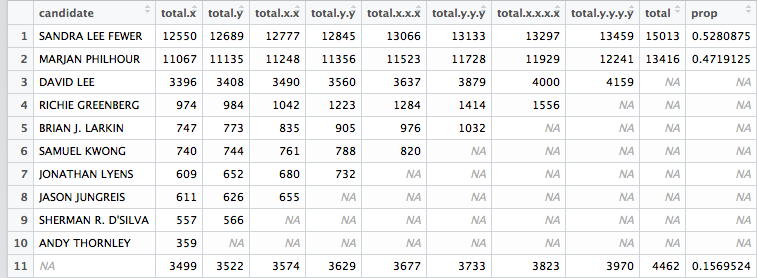 candidate total.x total.y total.x.x total.y.y total.x.x.x total.y.y.y total.x.x.x.x total.y.y.y.y total prop
1 SANDRA LEE FEWER 12550 12689 12777 12845 13066 13133 13297 13459 15013 0.5280875
2 MARJAN PHILHOUR 11067 11135 11248 11356 11523 11728 11929 12241 13416 0.4719125
3 DAVID LEE 3396 3408 3490 3560 3637 3879 4000 4159 NA NA
4 RICHIE GREENBERG 974 984 1042 1223 1284 1414 1556 NA NA NA
5 BRIAN J. LARKIN 747 773 835 905 976 1032 NA NA NA NA
6 SAMUEL KWONG 740 744 761 788 820 NA NA NA NA NA
7 JONATHAN LYENS 609 652 680 732 NA NA NA NA NA NA
8 JASON JUNGREIS 611 626 655 NA NA NA NA NA NA NA
9 SHERMAN R. D'SILVA 557 566 NA NA NA NA NA NA NA NA
10 ANDY THORNLEY 359 NA NA NA NA NA NA NA NA NA
11 NA 3499 3522 3574 3629 3677 3733 3823 3970 4462 0.1569524